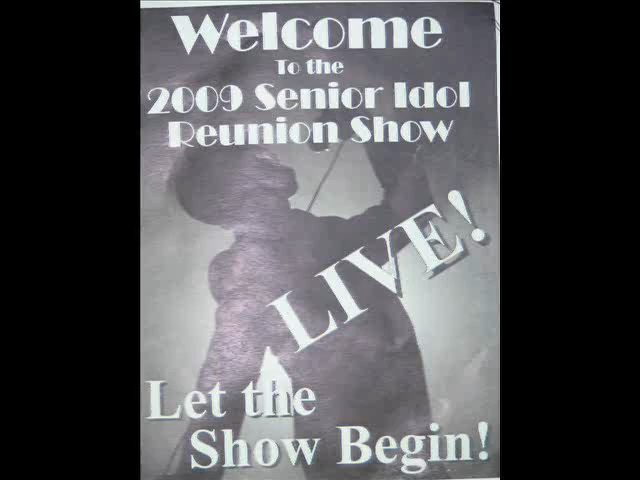 Welcome
To the
2009 Senior Idol
Reunion Show
LIVE!
Let the
Show Begin!